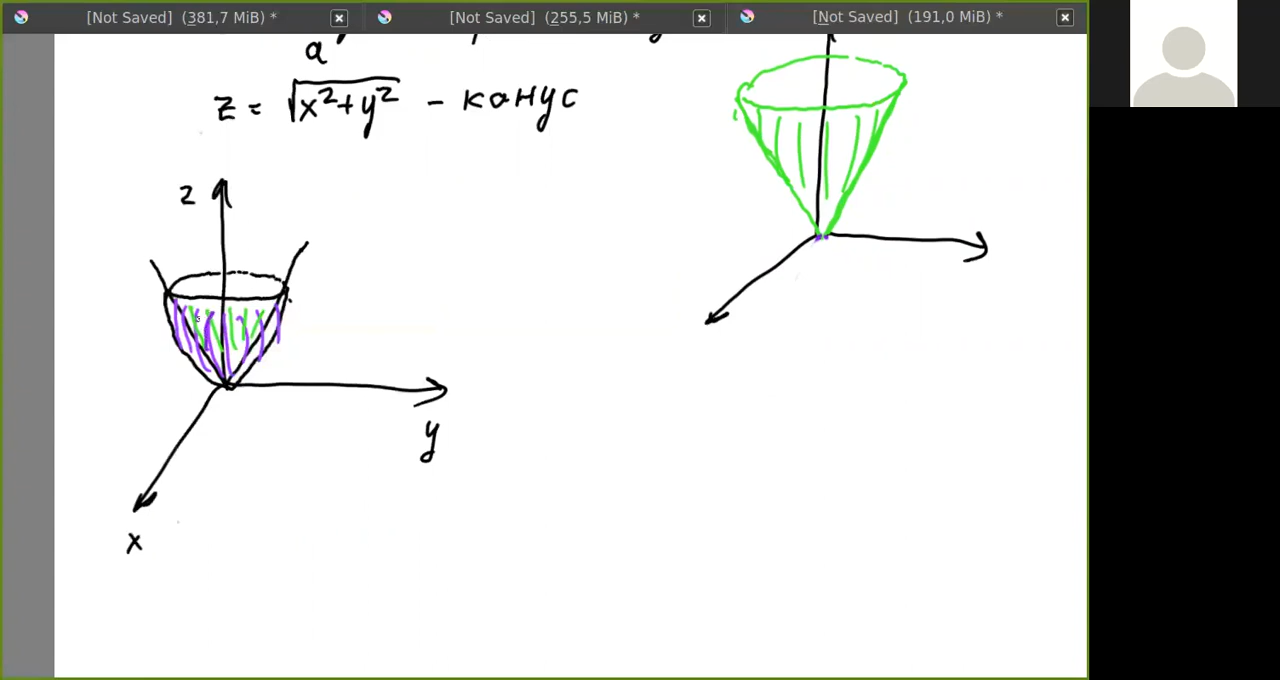 [Not Saved] (381,7 MiB) *
[Not Saved] (255,5 MiB) *
[Not Saved] (191,0 MiB) *
a
z = √x²+y² - конус
z
y
x